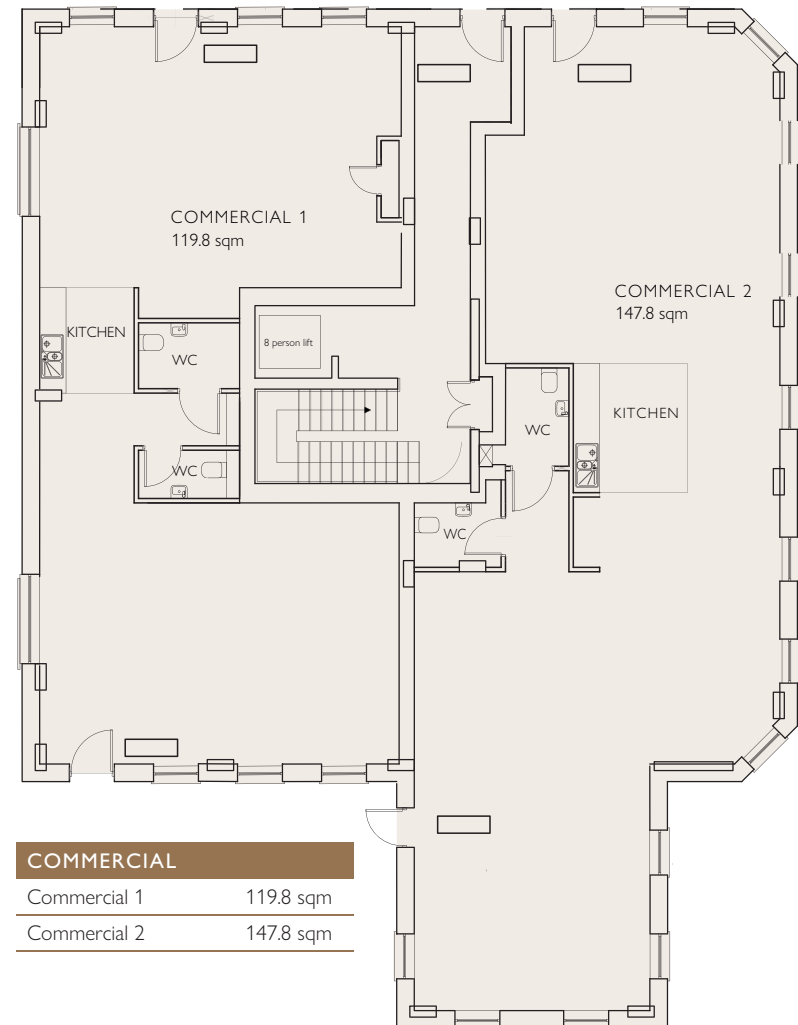 COMMERCIAL 1
119.8 sqm
COMMERCIAL 2
147.8 sqm
KITCHEN
8 person lift
WC
KITCHEN
WC
WC
WC
COMMERCIAL
Commercial 1 119.8 sqm
Commercial 2 147.8 sqm